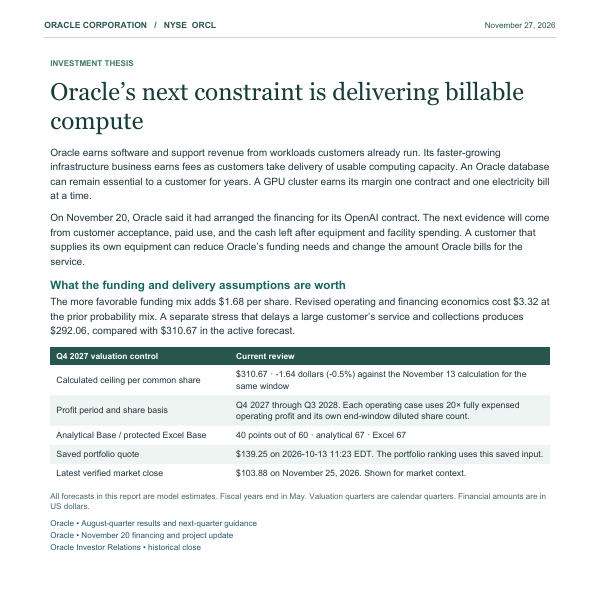 ORACLE CORPORATION / NYSE ORCL
November 27, 2026
INVESTMENT THESIS
Oracle’s next constraint is delivering billable
compute
Oracle earns software and support revenue from workloads customers already run. Its faster-growing
infrastructure business earns fees as customers take delivery of usable computing capacity. An Oracle database
can remain essential to a customer for years. A GPU cluster earns its margin one contract and one electricity bill
at a time.
On November 20, Oracle said it had arranged the financing for its OpenAI contract. The next evidence will come
from customer acceptance, paid use, and the cash left after equipment and facility spending. A customer that
supplies its own equipment can reduce Oracle’s funding needs and change the amount Oracle bills for the
service.
What the funding and delivery assumptions are worth
The more favorable funding mix adds $1.68 per share. Revised operating and financing economics cost $3.32 at
the prior probability mix. A separate stress that delays a large customer’s service and collections produces
$292.06, compared with $310.67 in the active forecast.
Q4 2027 valuation control
Current review
Calculated ceiling per common share
$310.67 · -1.64 dollars (-0.5%) against the November 13 calculation for the
same window
Profit period and share basis
Q4 2027 through Q3 2028. Each operating case uses 20× fully expensed
operating profit and its own end-window diluted share count.
Analytical Base / protected Excel Base
40 points out of 60 · analytical 67 · Excel 67
Saved portfolio quote
$139.25 on 2026-10-13 11:23 EDT. The portfolio ranking uses this saved input.
Latest verified market close
$103.88 on November 25, 2026. Shown for market context.
All forecasts in this report are model estimates. Fiscal years end in May. Valuation quarters are calendar quarters. Financial amounts are in
US dollars.
Oracle • August-quarter results and next-quarter guidance
Oracle • November 20 financing and project update
Oracle Investor Relations • historical close